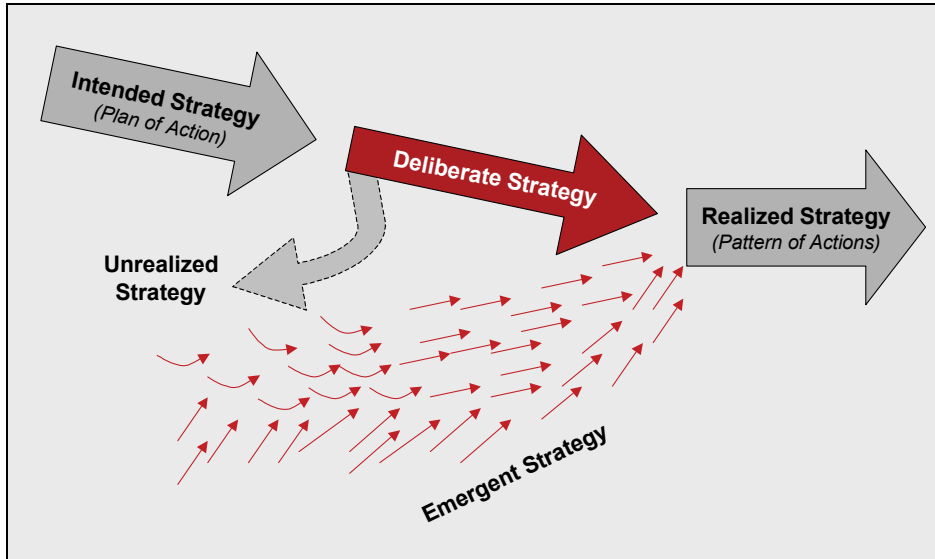 Intended Strategy
(Plan of Action)
Deliberate Strategy
Realized Strategy
(Pattern of Actions)
Unrealized
Strategy
Emergent Strategy